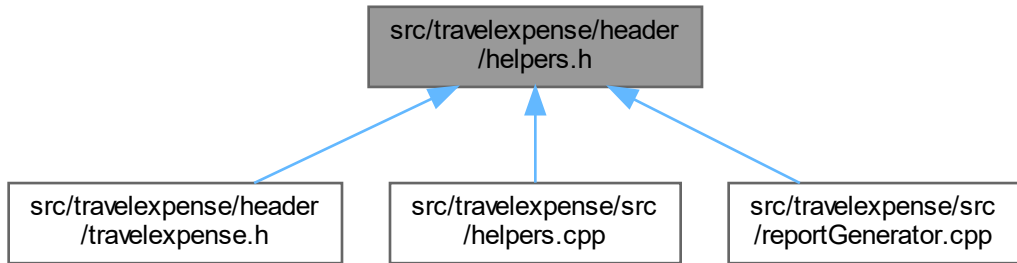 src/travelexpense/header
/helpers.h
src/travelexpense/header
/travelexpense.h
src/travelexpense/src
/helpers.cpp
src/travelexpense/src
/reportGenerator.cpp